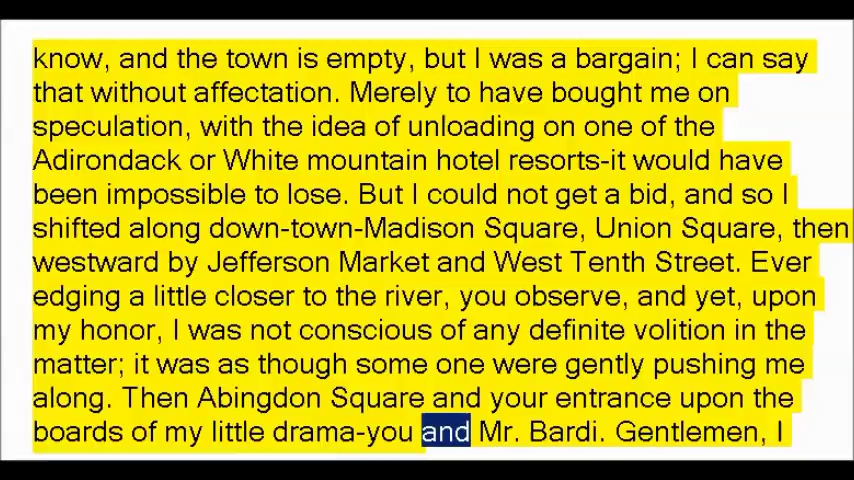 know, and the town is empty, but I was a bargain; I can say
that without affectation. Merely to have bought me on
speculation, with the idea of unloading on one of the
Adirondack or White mountain hotel resorts-it would have
been impossible to lose. But I could not get a bid, and so I
shifted along down-town-Madison Square, Union Square, then
westward by Jefferson Market and West Tenth Street. Ever
edging a little closer to the river, you observe, and yet, upon
my honor, I was not conscious of any definite volition in the
matter; it was as though some one were gently pushing me
along. Then Abingdon Square and your entrance upon the
boards of my little drama-you and Mr. Bardi. Gentlemen, I